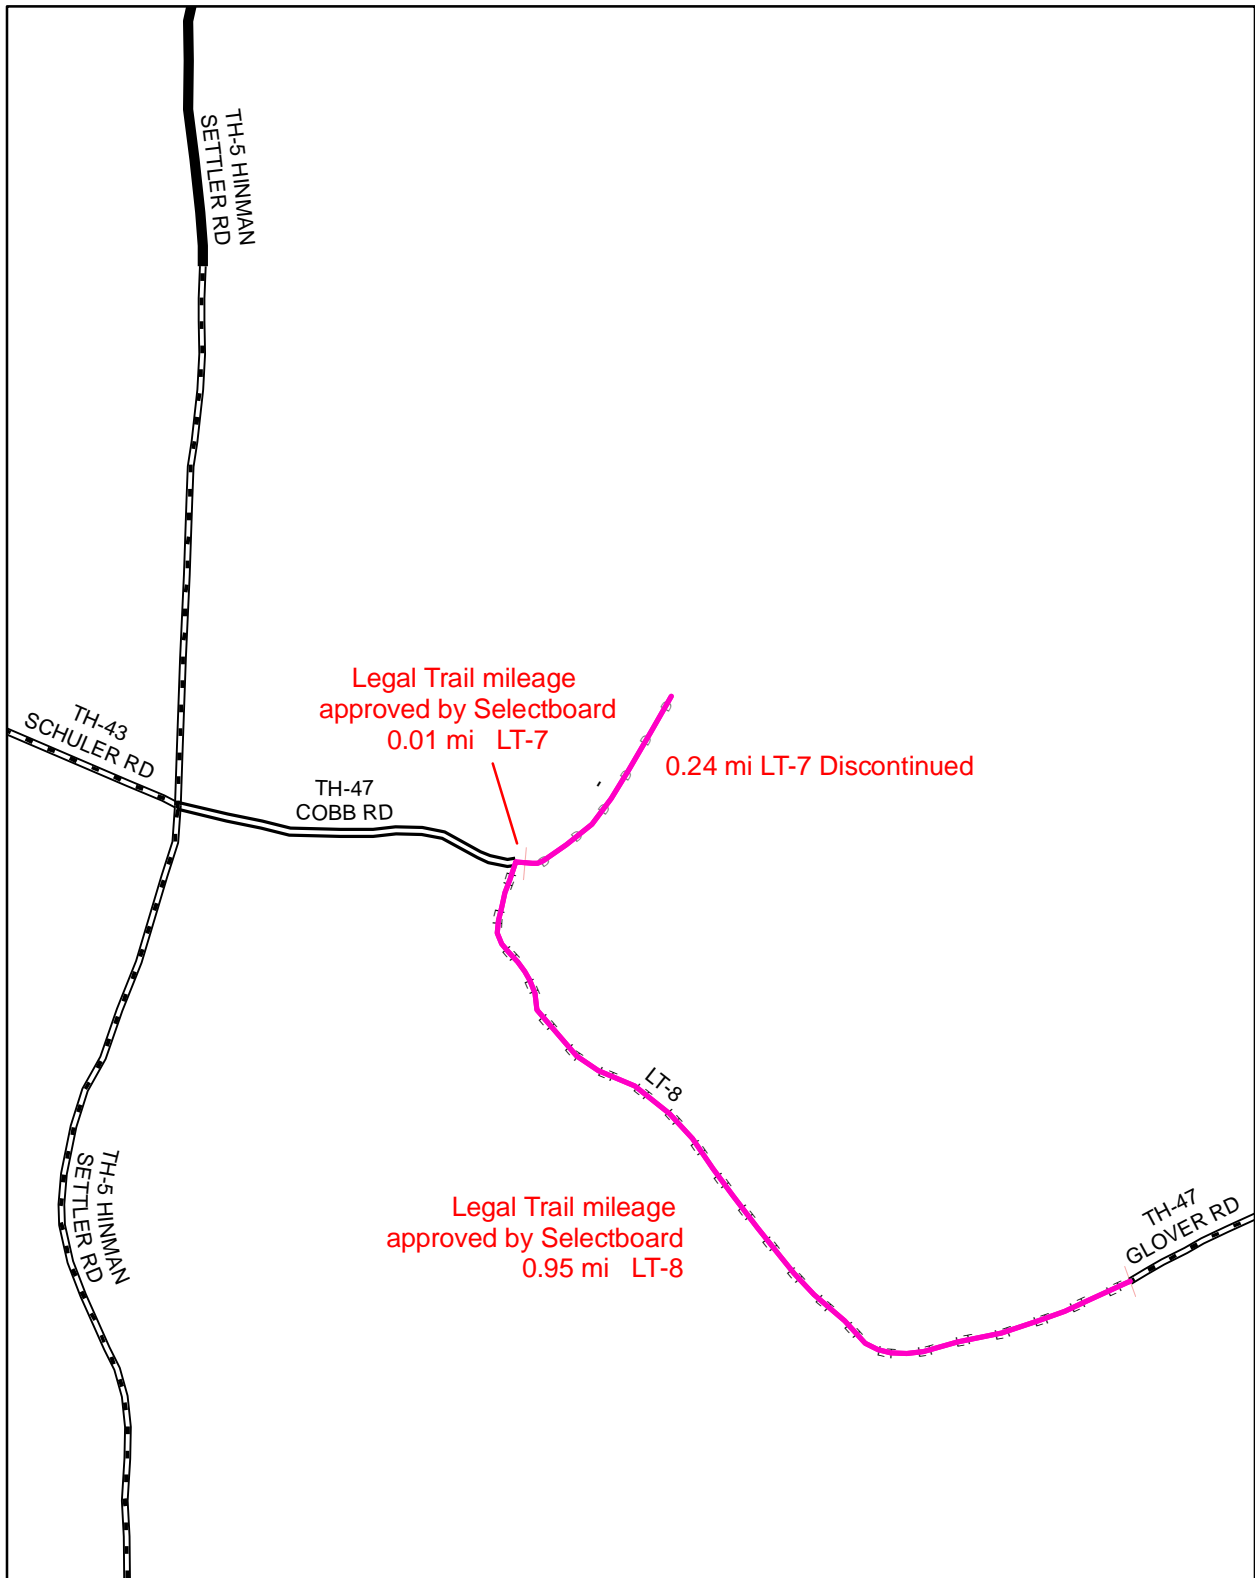 TH-5 HINMAN
SETTLER RD
Legal Trail mileage
approved by Selectboard
0.01 mi LT-7
TH-43
SCHULER RD
0.24 mi LT-7 Discontinued
TH-47
COBB RD
LT-8
TH-5 HINMAN
SETTLER RD
Legal Trail mileage
approved by Selectboard
0.95 mi LT-8
TH-47
GLOVER RD